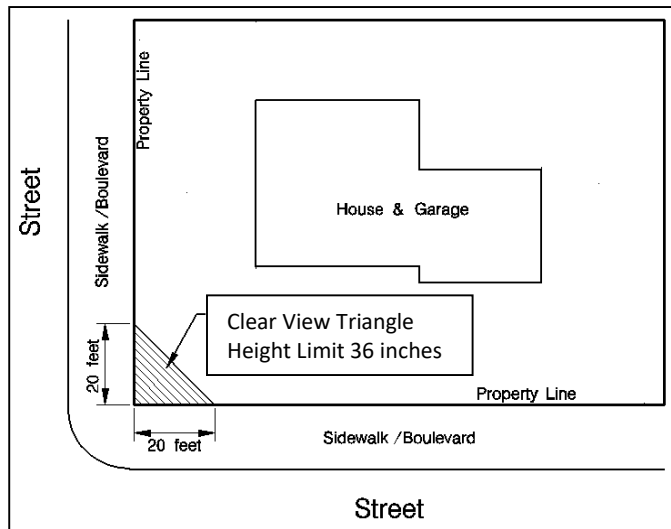 Property Line
Street
Sidewalk /Boulevard
House & Garage
Clear View Triangle
Height Limit 36 inches
20 feet
Property Line
20 feet
Sidewalk /Boulevard
Street